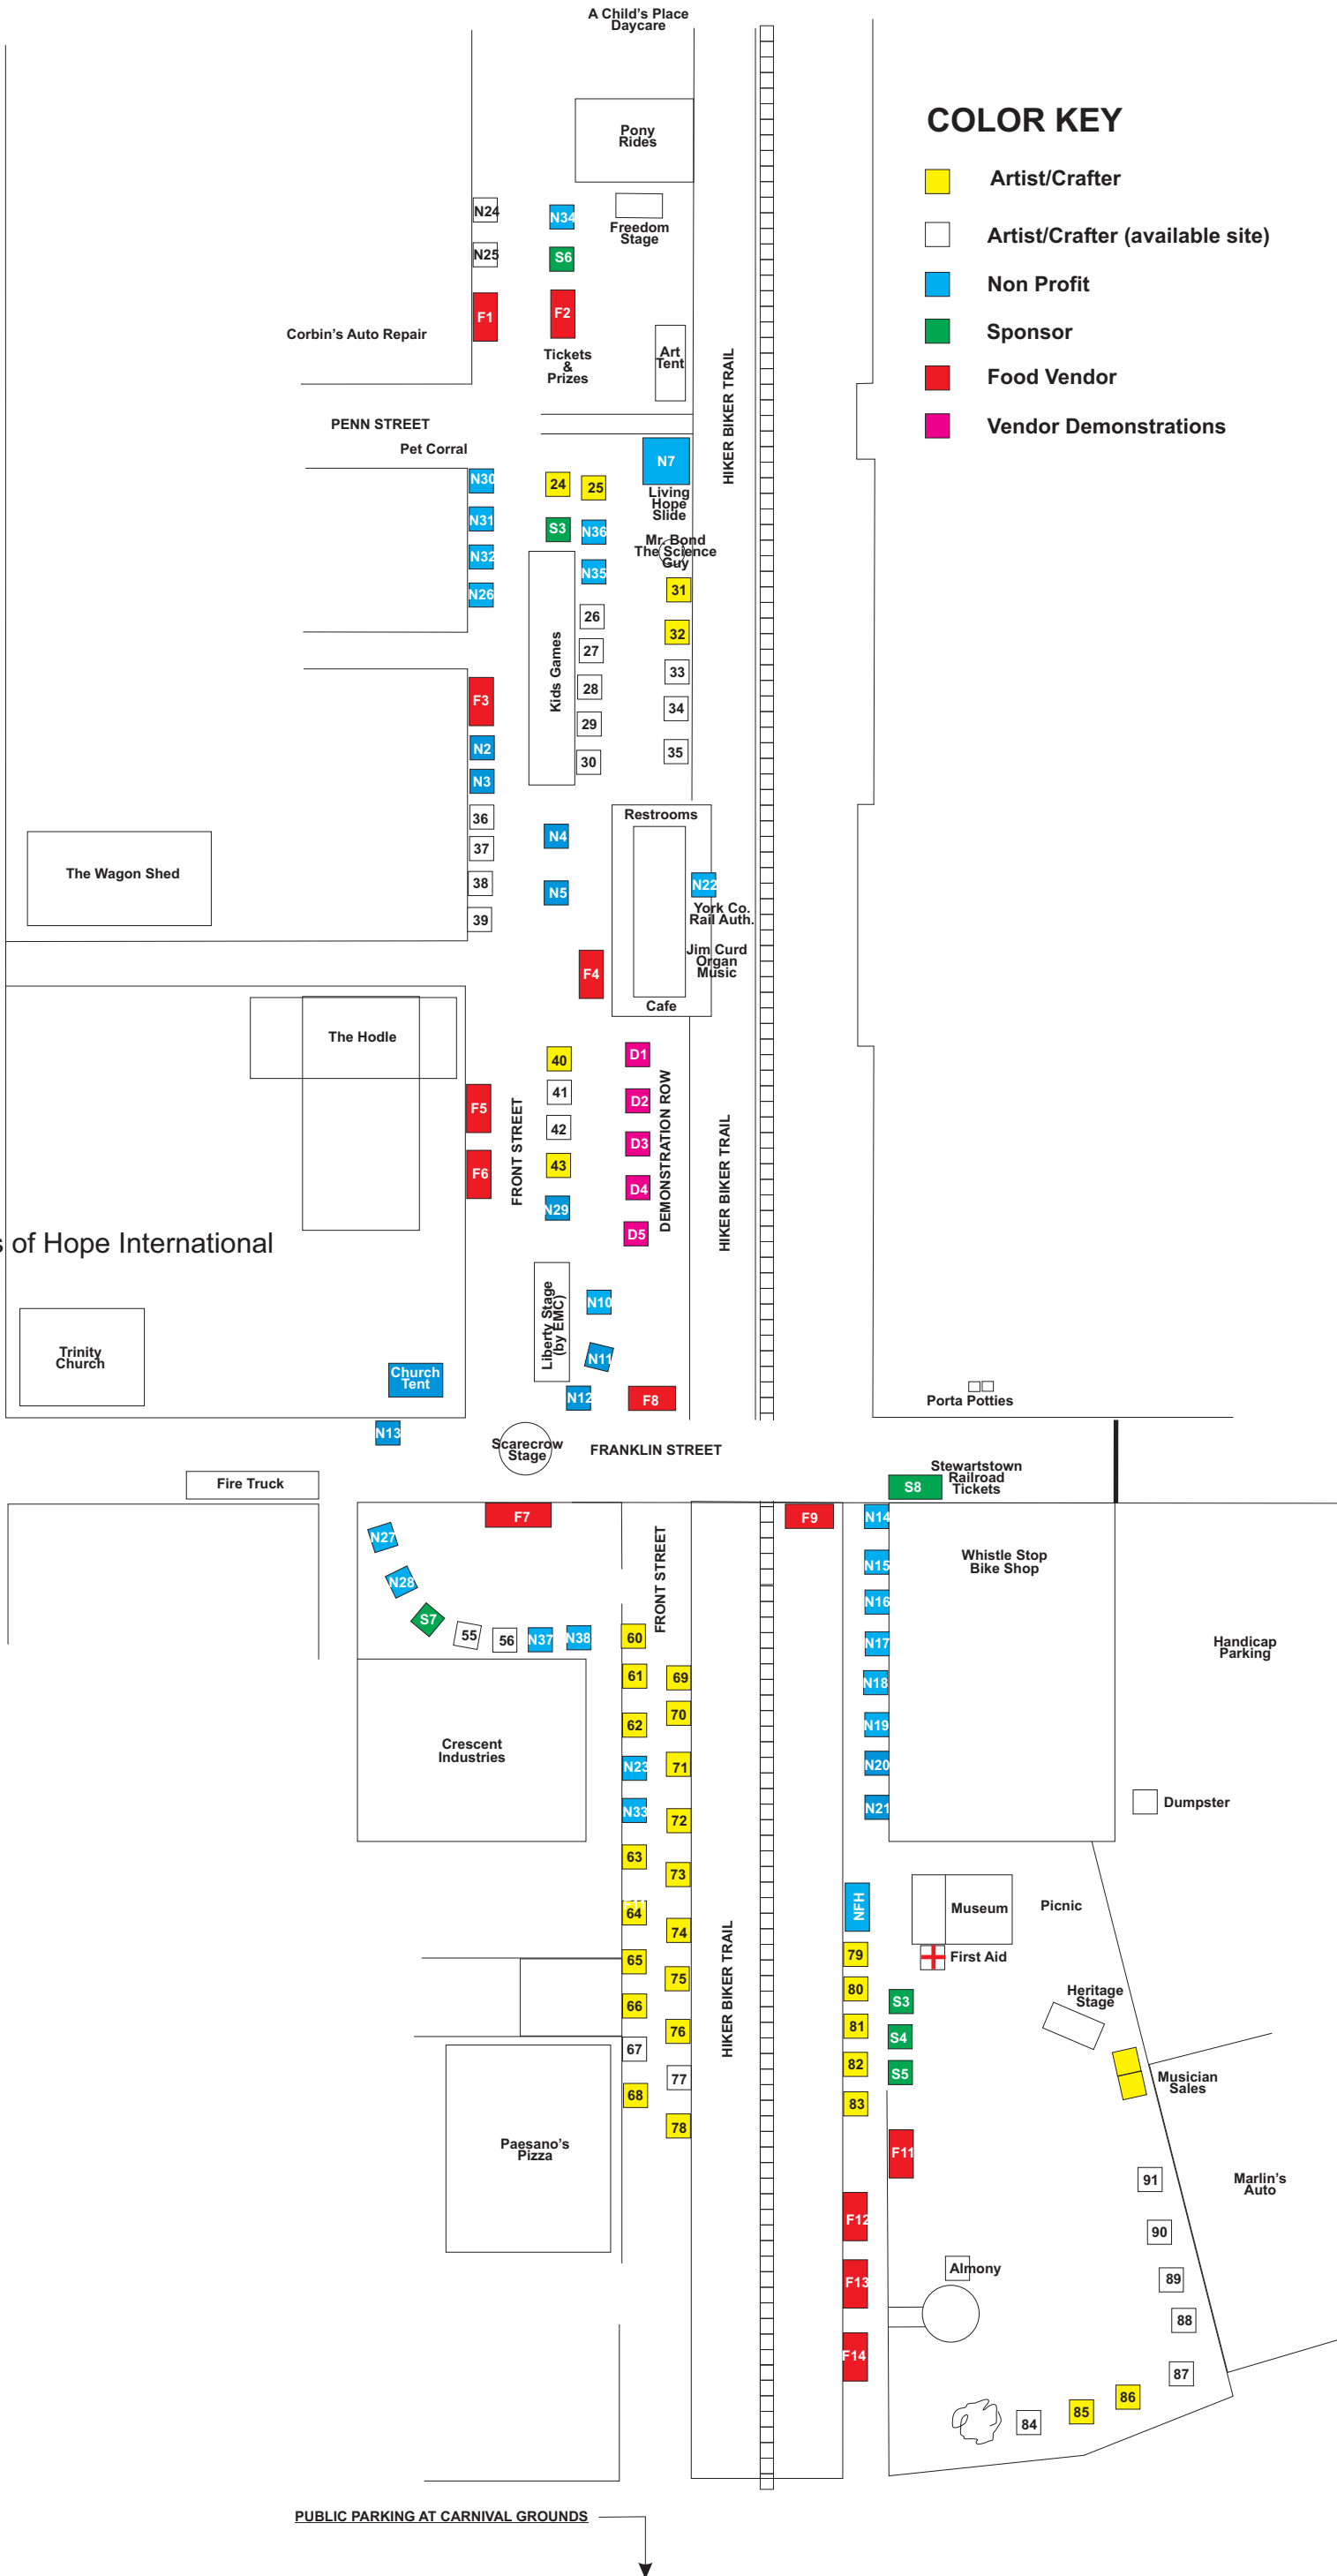 A Child's Place
Daycare
COLOR KEY
Artist/Crafter
Artist/Crafter (available site)
Non Profit
Sponsor
Food Vendor
Vendor Demonstrations
Pony
Rides
N24
N34
Freedom
Stage
N25
S6
F1
F2
Corbin's Auto Repair
Tickets
&
Prizes
Art
Tent
HIKER BIKER TRAIL
PENN STREET
Pet Corral
N7
Living
Hope
Slide
N30
24
25
N31
S3
N36
Mr. Bond
The Science
Guy
N32
N35
N26
31
26
32
Kids Games
27
33
28
34
F3
29
35
N2
30
N3
36
Restrooms
37
N4
The Wagon Shed
38
N5
N22
39
York Co.
Rail Auth.
Jim Curd
Organ
Music
F4
Cafe
The Hodle
40
D1
41
D2
F5
42
D3
FRONT STREET
DEMONSTRATION ROW
HIKER BIKER TRAIL
F6
43
D4
N29
D5
s of Hope International
Liberty Stage
(by EMC)
N10
Trinity
Church
N11
Church
Tent
N12
F8
Porta Potties
N13
Scarecrow
Stage
FRANKLIN STREET
Fire Truck
Stewartstown
Railroad
Tickets
S8
F7
F9
N14
N27
FRONT STREET
N15
Whistle Stop
Bike Shop
N28
N16
S7
55
56
N37
N38
60
N17
Handicap
Parking
61
69
N18
70
62
N19
Crescent
Industries
N23
71
N20
N33
72
N21
Dumpster
63
73
NFH
Museum
Picnic
64
74
79
First Aid
65
75
80
S3
Heritage
Stage
66
76
81
S4
67
HIKER BIKER TRAIL
82
S5
77
Musician
Sales
68
83
78
Paesano's
Pizza
F11
91
Marlin's
Auto
F12
90
Almony
F13
89
88
F14
87
86
85
84
PUBLIC PARKING AT CARNIVAL GROUNDS